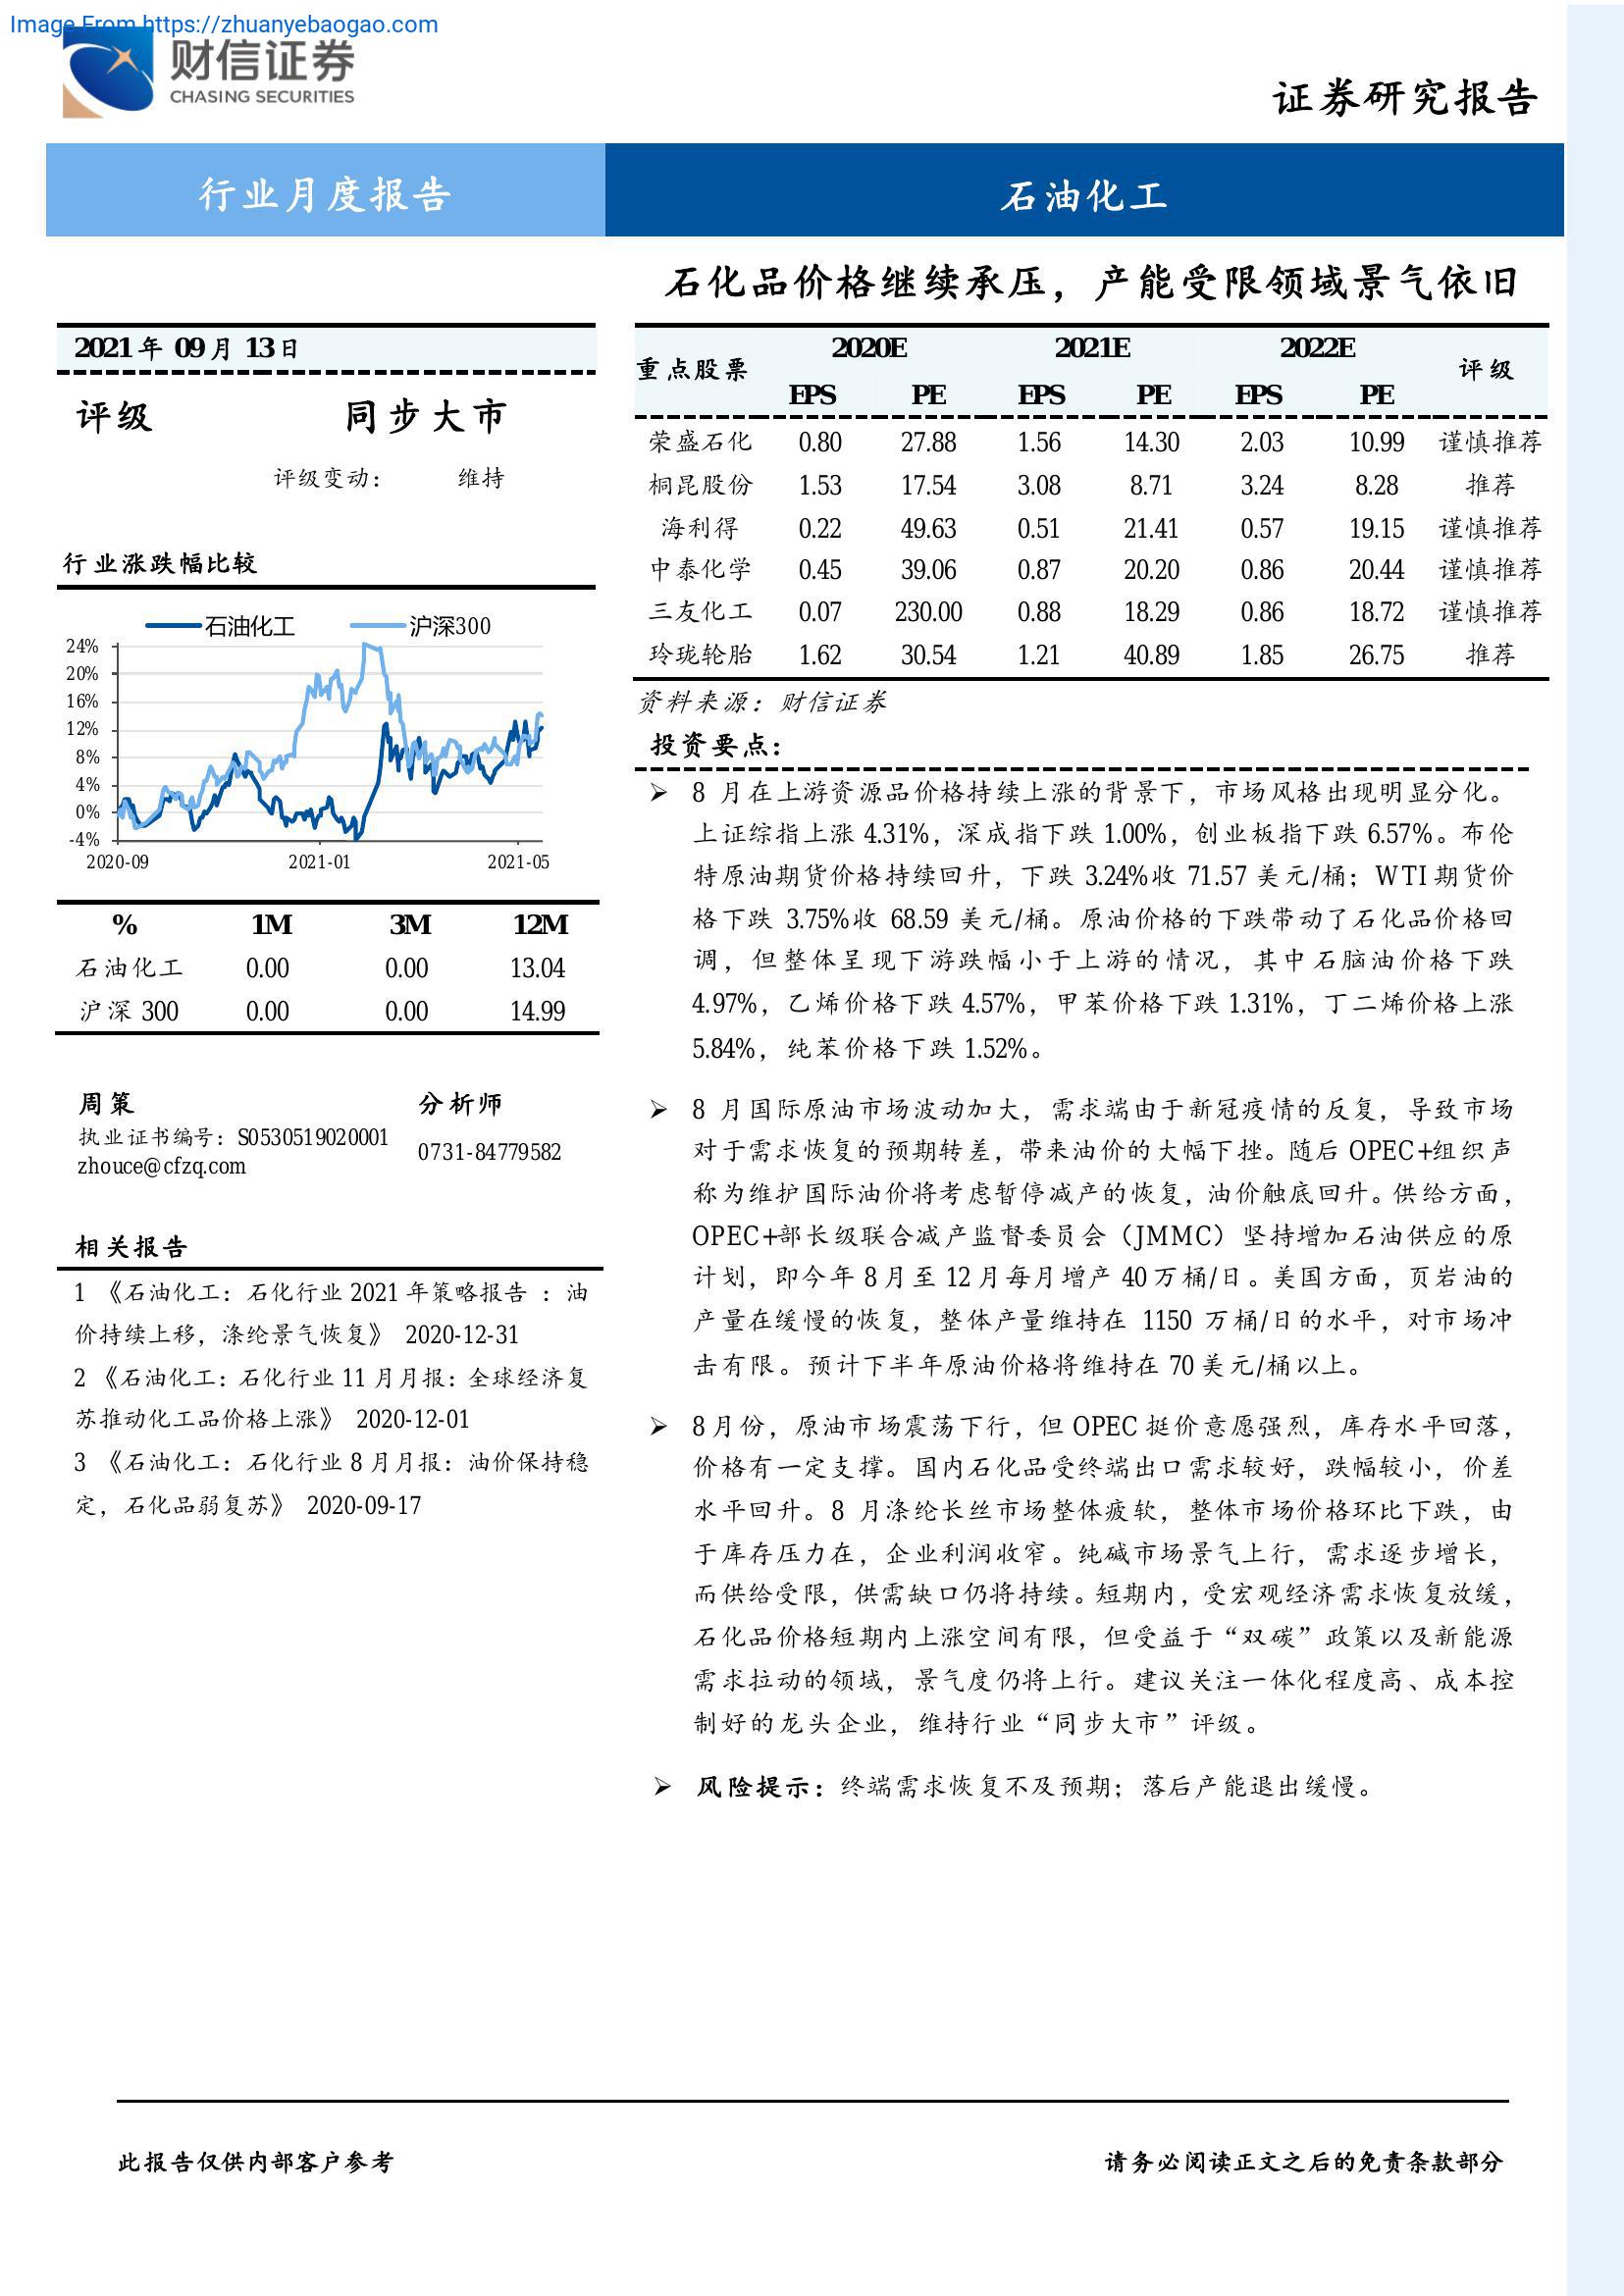 Image From https://zhuanyebaogao.com
财信证券
CHASING SECURITIES
证券研究报告
行业月度报告
石油化工
石化品价格继续承压，产能受限领域景气依旧
2021 年 09 月 13 日
评级 同步大市
评级变动： 维持
行业涨跌幅比较
石油化工 沪深300
24%
20%
16%
12%
8%
4%
0%
-4%
2020-09 2021-01 2021-05
% 1M 3M 12M
石油化工 0.00 0.00 13.04
沪深 300 0.00 0.00 14.99
周策 分析师
执业证书编号：S0530519020001
zhouce@cfzq.com
0731-84779582
相关报告
1 《石油化工：石化行业 2021 年策略报告 ：油
价持续上移，涤纶景气恢复》 2020-12-31
2 《石油化工：石化行业 11 月月报：全球经济复
苏推动化工品价格上涨》 2020-12-01
3 《石油化工：石化行业 8 月月报：油价保持稳
定，石化品弱复苏》 2020-09-17
重点股票 2020E 2021E 2022E 评级
EPS PE EPS PE EPS PE
荣盛石化 0.80 27.88 1.56 14.30 2.03 10.99 谨慎推荐
桐昆股份 1.53 17.54 3.08 8.71 3.24 8.28 推荐
海利得 0.22 49.63 0.51 21.41 0.57 19.15 谨慎推荐
中泰化学 0.45 39.06 0.87 20.20 0.86 20.44 谨慎推荐
三友化工 0.07 230.00 0.88 18.29 0.86 18.72 谨慎推荐
玲珑轮胎 1.62 30.54 1.21 40.89 1.85 26.75 推荐
资料来源：财信证券
投资要点：
➢ 8 月在上游资源品价格持续上涨的背景下，市场风格出现明显分化。
上证综指上涨 4.31%，深成指下跌 1.00%，创业板指下跌 6.57%。布伦
特原油期货价格持续回升，下跌 3.24%收 71.57 美元/桶；WTI 期货价
格下跌 3.75%收 68.59 美元/桶。原油价格的下跌带动了石化品价格回
调，但整体呈现下游跌幅小于上游的情况，其中石脑油价格下跌
4.97%，乙烯价格下跌 4.57%，甲苯价格下跌 1.31%，丁二烯价格上涨
5.84%，纯苯价格下跌 1.52%。
➢ 8 月国际原油市场波动加大，需求端由于新冠疫情的反复，导致市场
对于需求恢复的预期转差，带来油价的大幅下挫。随后 OPEC+组织声
称为维护国际油价将考虑暂停减产的恢复，油价触底回升。供给方面，
OPEC+部长级联合减产监督委员会（JMMC）坚持增加石油供应的原
计划，即今年 8 月至 12 月每月增产 40 万桶/日。美国方面，页岩油的
产量在缓慢的恢复，整体产量维持在 1150 万桶/日的水平，对市场冲
击有限。预计下半年原油价格将维持在 70 美元/桶以上。
➢ 8 月份，原油市场震荡下行，但 OPEC 挺价意愿强烈，库存水平回落，
价格有一定支撑。国内石化品受终端出口需求较好，跌幅较小，价差
水平回升。8 月涤纶长丝市场整体疲软，整体市场价格环比下跌，由
于库存压力在，企业利润收窄。纯碱市场景气上行，需求逐步增长，
而供给受限，供需缺口仍将持续。短期内，受宏观经济需求恢复放缓，
石化品价格短期内上涨空间有限，但受益于“双碳”政策以及新能源
需求拉动的领域，景气度仍将上行。建议关注一体化程度高、成本控
制好的龙头企业，维持行业“同步大市”评级。
➢ 风险提示：终端需求恢复不及预期；落后产能退出缓慢。
此报告仅供内部客户参考
请务必阅读正文之后的免责条款部分